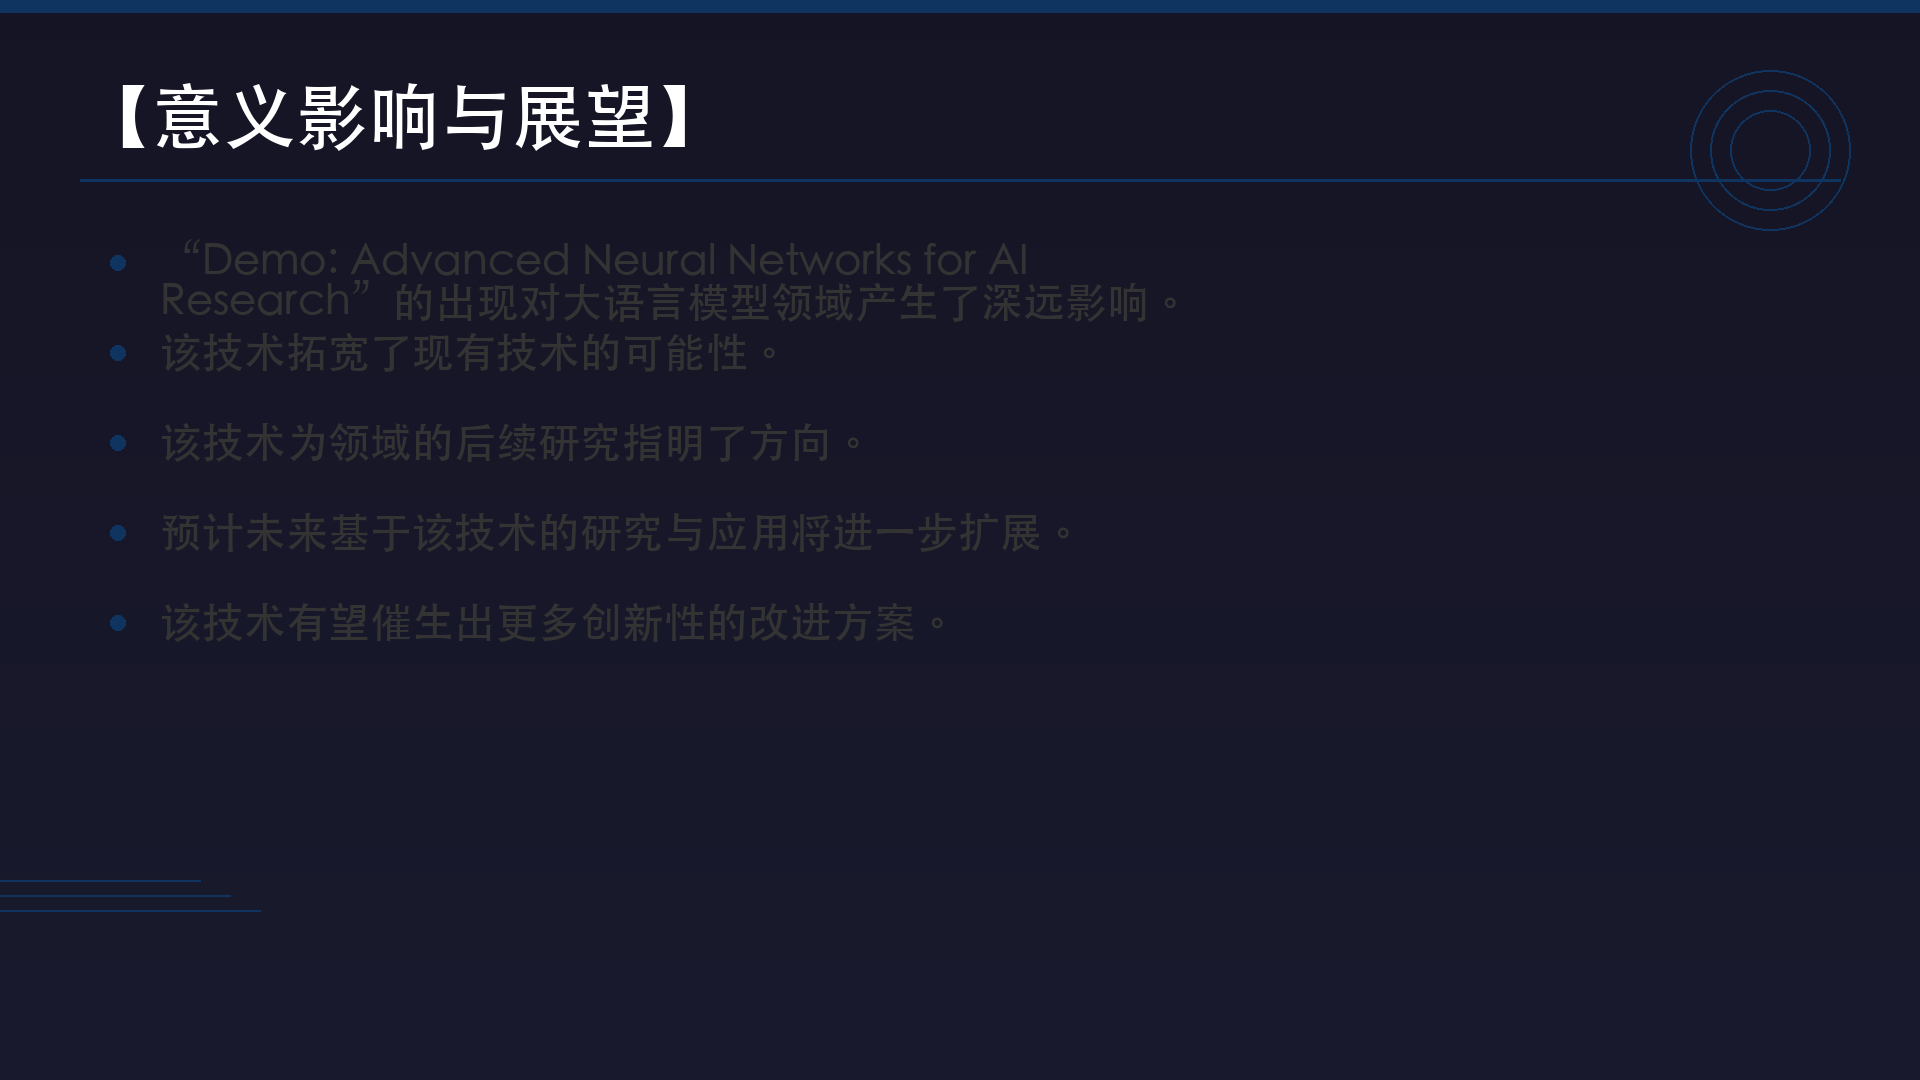 【意义影响与展望】
“Demo: Advanced Neural Networks for AI
Research”的出现对大语言模型领域产生了深远影响。
该技术拓宽了现有技术的可能性。
该技术为领域的后续研究指明了方向。
预计未来基于该技术的研究与应用将进一步扩展。
该技术有望催生出更多创新性的改进方案。